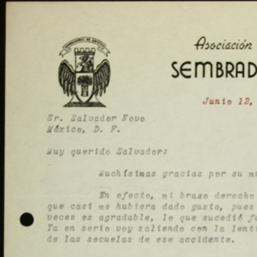 Asociación
SEMBRAD
Junio 12,
Sr. Salvador Novo
México, D. F.
Muy querido Salvador:
Muchísimas gracias por su mi
En efecto, mi brazo derecho
que casi me hubiera dado gusto, pues
veces es agradable, lo que sucedió fu
Ya en serio voy saliendo con la lenti
de las secuelas de ese accidente.